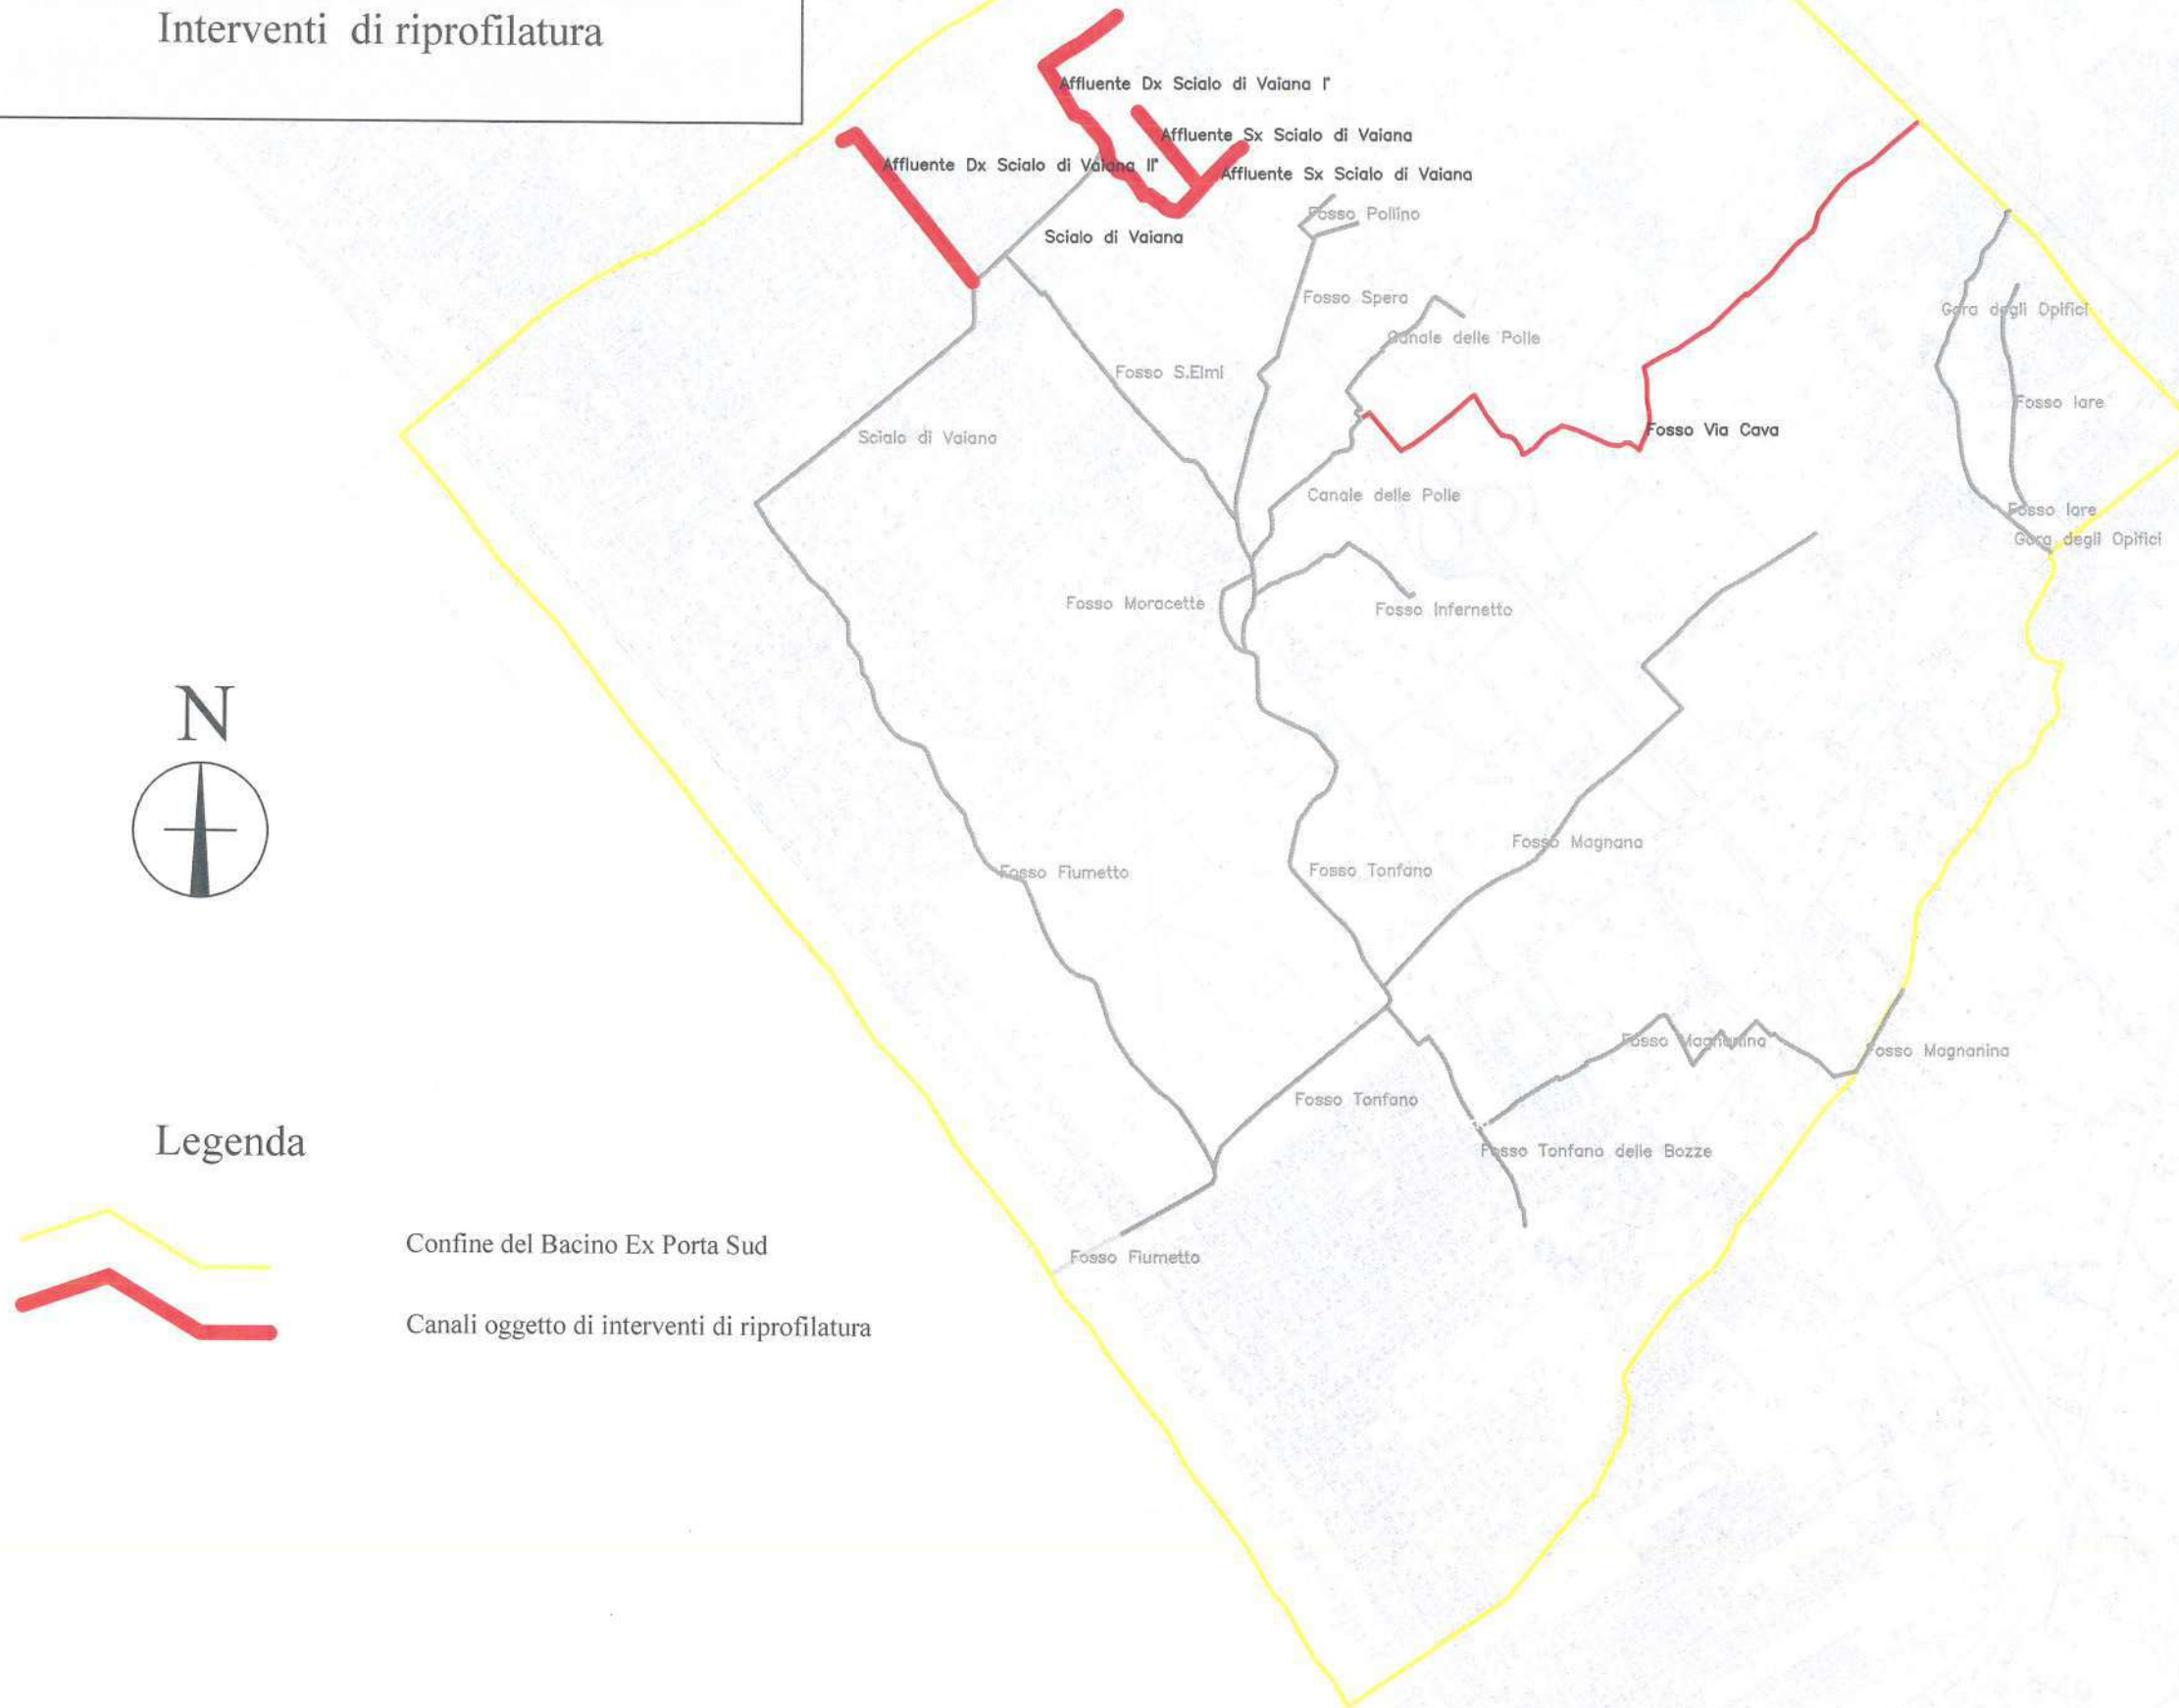 Interventi di riprofilatura
Affluente Dx Scialo di Vaiana I°
Affluente Sx Scialo di Vaiana
Affluente Dx Scialo di Vaiana II°
Affluente Sx Scialo di Vaiana
Fosso Pollino
Scialo di Vaiana
Fosso Spera
Gora degli Opifici
Canale delle Polle
Fosso S.Elmi
Fosso Iare
Fosso Via Cava
Scialo di Vaiana
Canale delle Polle
Fosso Iare
Gora degli Opifici
Fosso Moracette
Fosso Infernetto
N
Fosso Magnana
Fosso Tonfano
Fosso Fiumetto
Fosso Magnanina
Fosso Magnanina
Fosso Tonfano
Legenda
Fosso Tonfano delle Bozze
Confine del Bacino Ex Porta Sud
Fosso Fiumetto
Canali oggetto di interventi di riprofilatura